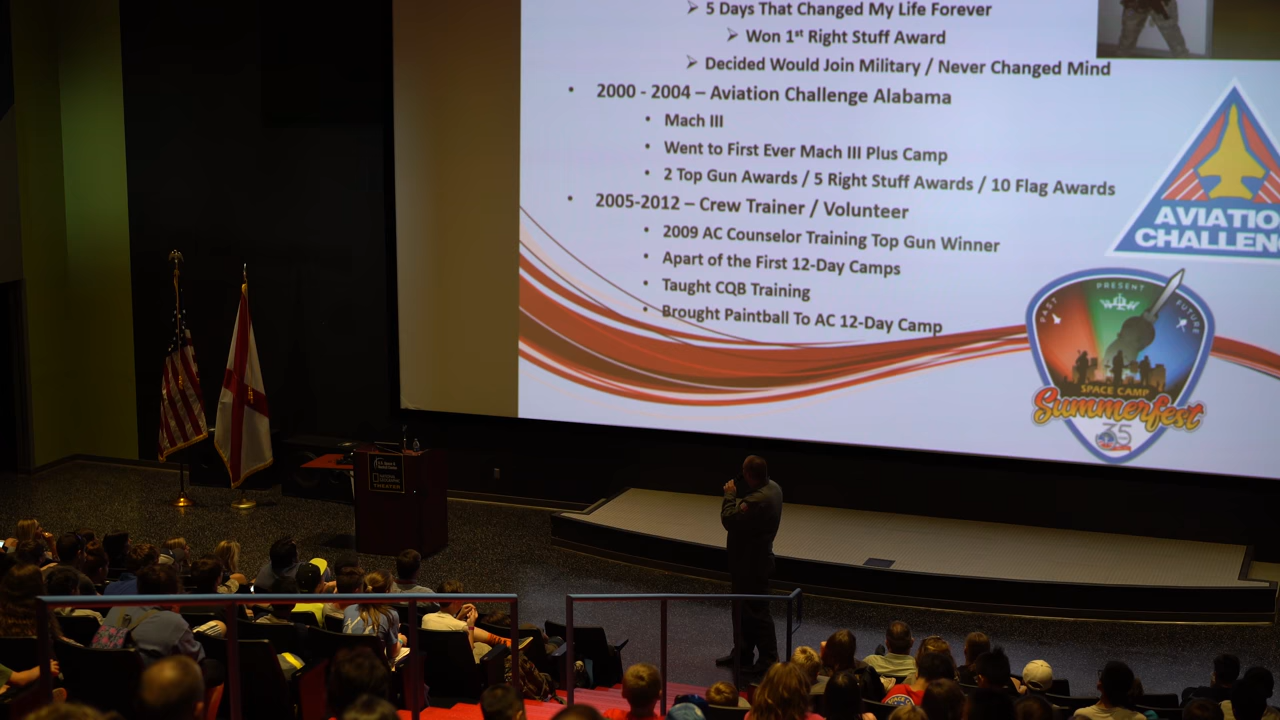 ➢ 5 Days That Changed My Life Forever
➢ Won 1st Right Stuff Award
➢ Decided Would Join Military / Never Changed Mind
• 2000 - 2004 – Aviation Challenge Alabama
• Mach III
• Went to First Ever Mach III Plus Camp
• 2 Top Gun Awards / 5 Right Stuff Awards / 10 Flag Awards
• 2005-2012 – Crew Trainer / Volunteer
• 2009 AC Counselor Training Top Gun Winner
• Apart of the First 12-Day Camps
• Taught CQB Training
• Brought Paintball To AC 12-Day Camp
AVIATIO
CHALLEN
PAST PRESENT FUTURE
SPACE CAMP
Summerfest
35
THEATER